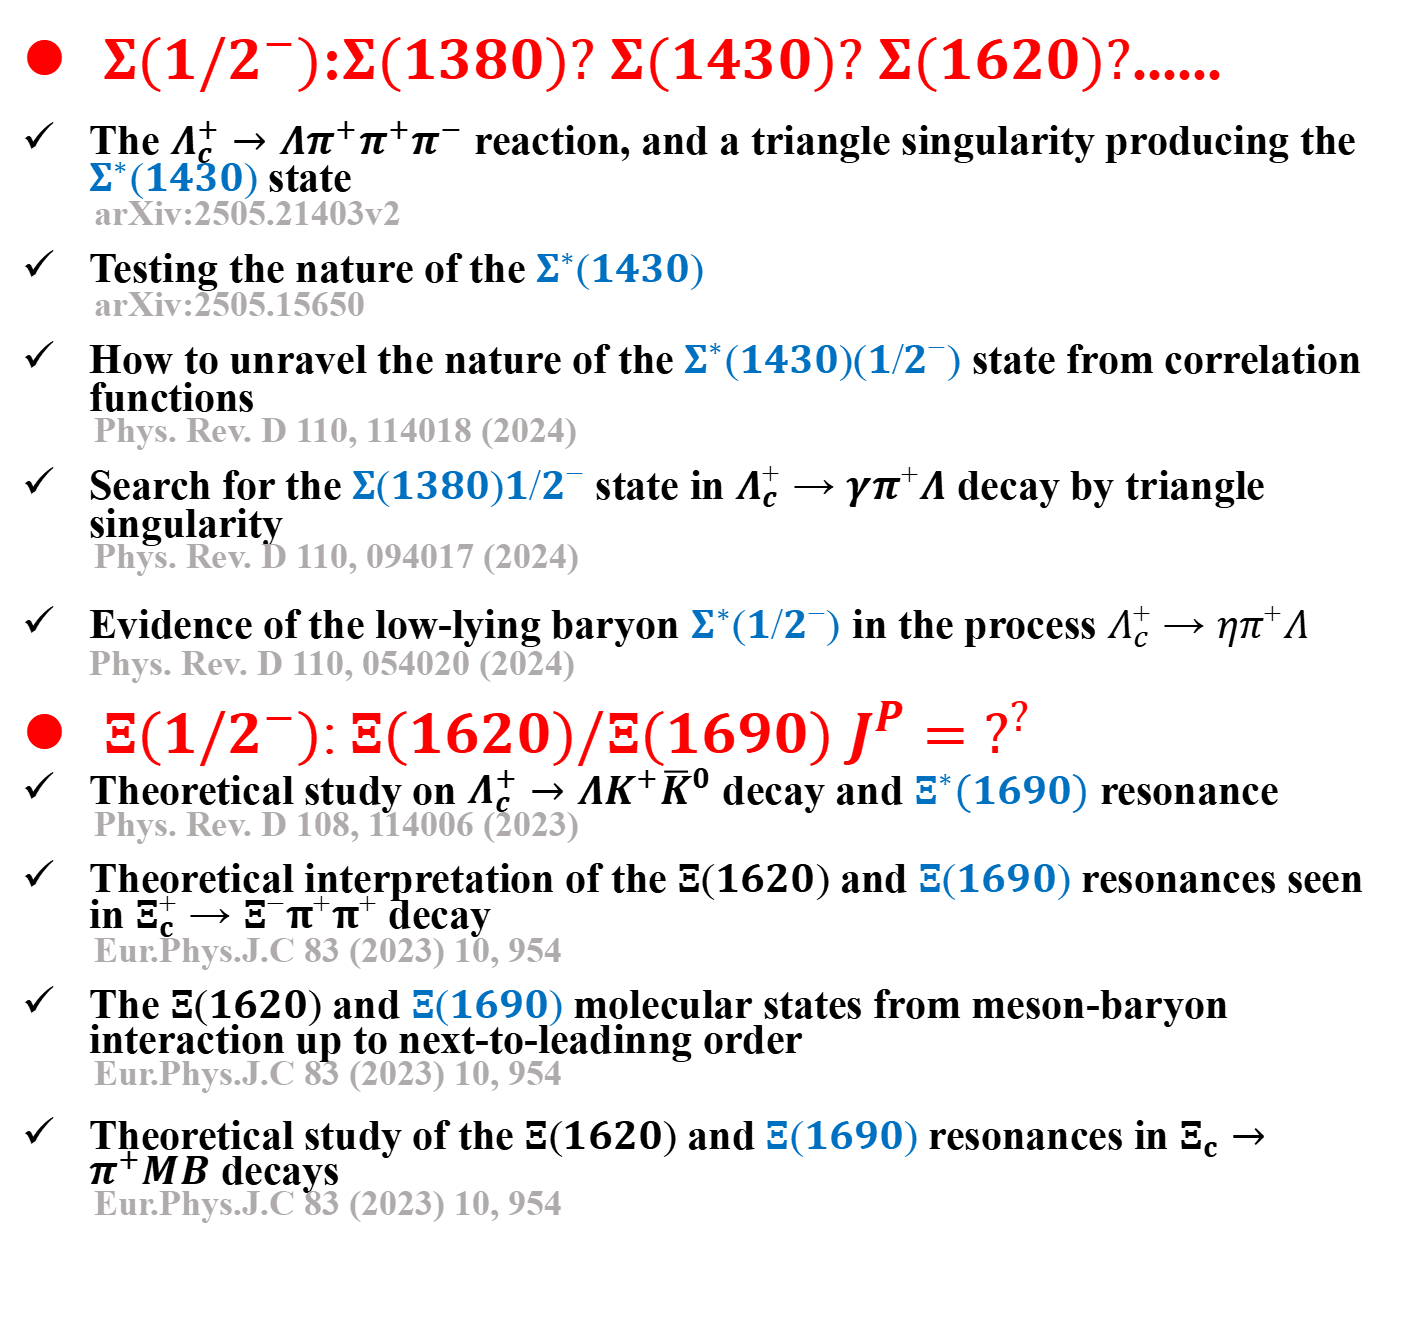 ● Σ(1/2⁻):Σ(1380)? Σ(1430)? Σ(1620)?......
✓ The Λc⁺ → Λπ⁺π⁺π⁻ reaction, and a triangle singularity producing the
Σ*(1430) state
arXiv:2505.21403v2
✓ Testing the nature of the Σ*(1430)
arXiv:2505.15650
✓ How to unravel the nature of the Σ*(1430)(1/2⁻) state from correlation
functions
Phys. Rev. D 110, 114018 (2024)
✓ Search for the Σ(1380)1/2⁻ state in Λc⁺ → γπ⁺Λ decay by triangle
singularity
Phys. Rev. D 110, 094017 (2024)
✓ Evidence of the low-lying baryon Σ*(1/2⁻) in the process Λc⁺ → ηπ⁺Λ
Phys. Rev. D 110, 054020 (2024)
● Ξ(1/2⁻): Ξ(1620)/Ξ(1690) Jᴾ = ?^?
✓ Theoretical study on Λc⁺ → ΛK⁺K̅⁰ decay and Ξ*(1690) resonance
Phys. Rev. D 108, 114006 (2023)
✓ Theoretical interpretation of the Ξ(1620) and Ξ(1690) resonances seen
in Ξc⁺ → Ξ⁻π⁺π⁺ decay
Eur.Phys.J.C 83 (2023) 10, 954
✓ The Ξ(1620) and Ξ(1690) molecular states from meson-baryon
interaction up to next-to-leadinng order
Eur.Phys.J.C 83 (2023) 10, 954
✓ Theoretical study of the Ξ(1620) and Ξ(1690) resonances in Ξc →
π⁺MB decays
Eur.Phys.J.C 83 (2023) 10, 954